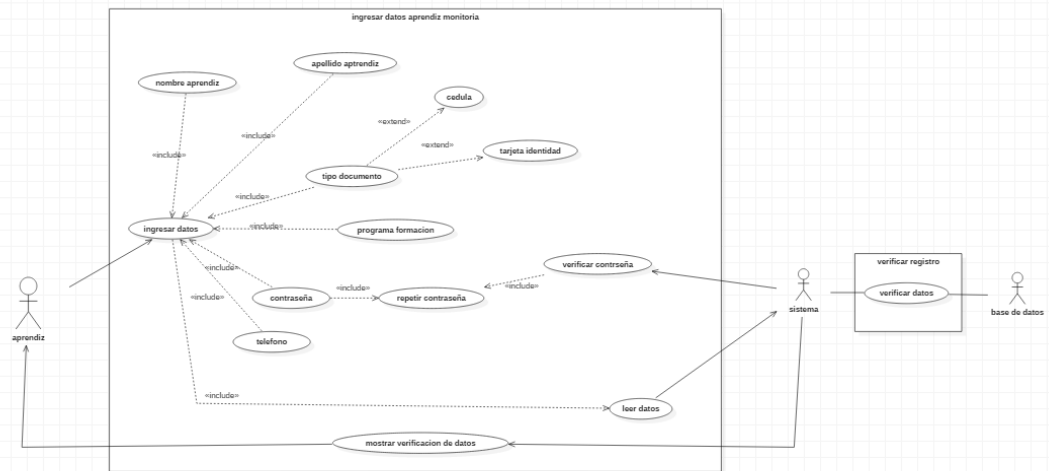 ingresar datos aprendiz monitoria
apellido aptrendiz
nombre aprendiz
cedula
«extend»
«include»
«extend»
tarjeta identidad
«include»
tipo documento
«include»
ingresar datos
«include»
programa formacion
verificar registro
verificar contrseña
«include»
«include»
«include»
verificar datos
«include»
contraseña
repetir contraseña
sistema
base de datos
aprendiz
telefono
«include»
leer datos
mostrar verificacion de datos